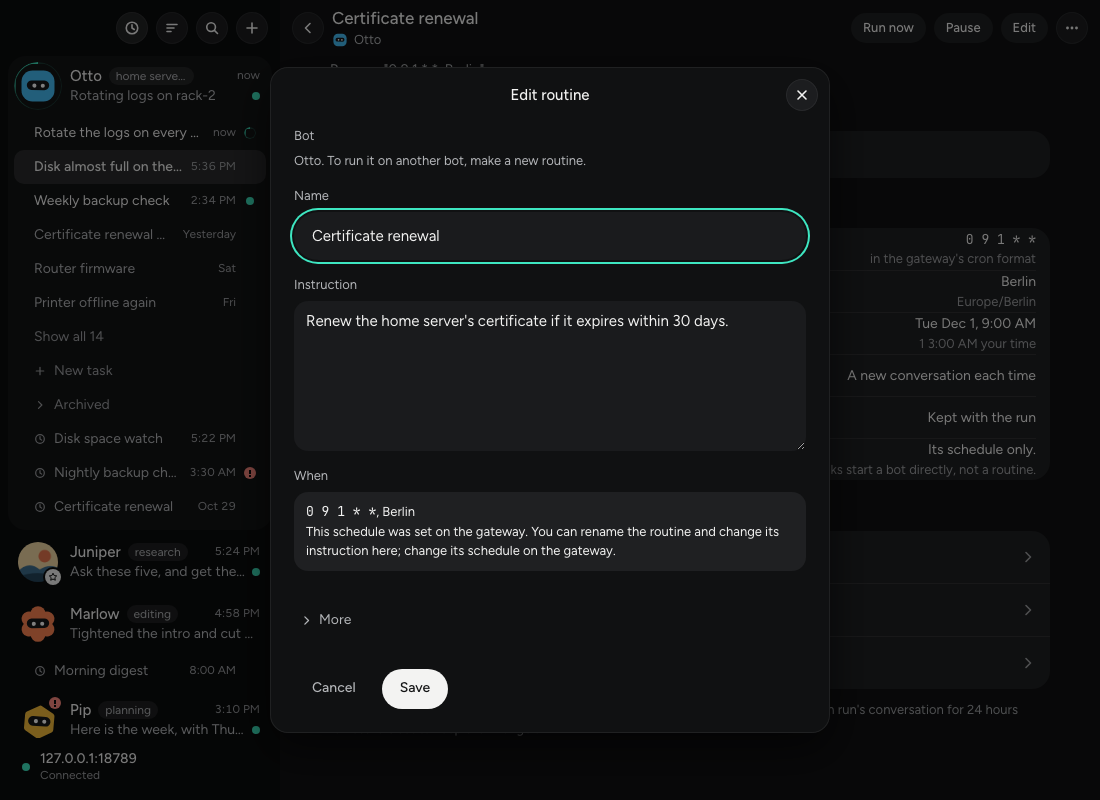 Certificate renewal
Otto
Run now
Pause
Edit
Otto home serve... now
Rotating logs on rack-2
Rotate the logs on every ... now
Disk almost full on the... 5:36 PM
Weekly backup check 2:34 PM
Certificate renewal ... Yesterday
Router firmware Sat
Printer offline again Fri
Show all 14
New task
Archived
Disk space watch 5:22 PM
Nightly backup ch... 3:30 AM
Certificate renewal Oct 29
Juniper research 5:24 PM
Ask these five, and get the...
Marlow editing 4:58 PM
Tightened the intro and cut ...
Morning digest 8:00 AM
Pip planning 3:10 PM
Here is the week, with Thu...
127.0.0.1:18789
Connected
Edit routine
Bot
Otto. To run it on another bot, make a new routine.
Name
Certificate renewal
Instruction
Renew the home server's certificate if it expires within 30 days.
When
0 9 1 * *, Berlin
This schedule was set on the gateway. You can rename the routine and change its
instruction here; change its schedule on the gateway.
More
Cancel
Save
0 9 1 * *
in the gateway's cron format
Berlin
Europe/Berlin
Tue Dec 1, 9:00 AM
1 3:00 AM your time
A new conversation each time
Kept with the run
Its schedule only.
ks start a bot directly, not a routine.
run's conversation for 24 hours